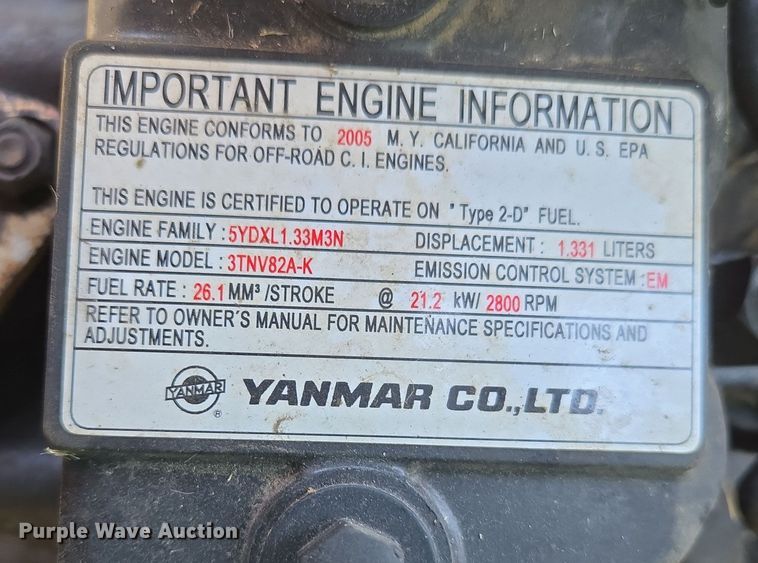 IMPORTANT ENGINE INFORMATION
THIS ENGINE CONFORMS TO 2005 M. Y. CALIFORNIA AND U. S. EPA
REGULATIONS FOR OFF-ROAD C. I. ENGINES.
THIS ENGINE IS CERTIFIED TO OPERATE ON "Type 2-D" FUEL.
ENGINE FAMILY : 5YDXL1.33M3N DISPLACEMENT : 1.331 LITERS
ENGINE MODEL : 3TNV82A-K EMISSION CONTROL SYSTEM : EM
FUEL RATE : 26.1 MM³ /STROKE @ 21.2 kW/ 2800 RPM
REFER TO OWNER'S MANUAL FOR MAINTENANCE SPECIFICATIONS AND
ADJUSTMENTS.
YANMAR ® YANMAR CO.,LTD.
Purple Wave Auction